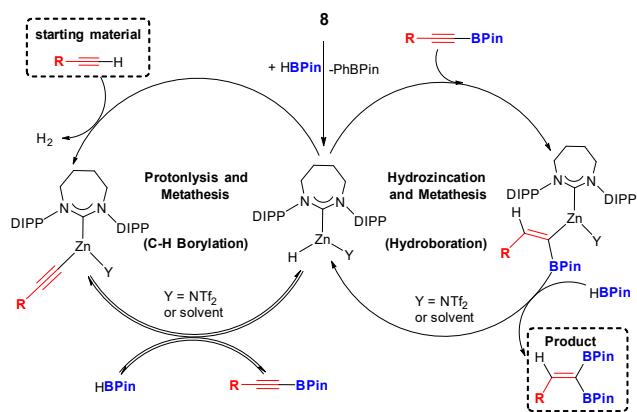 8
starting material
R H
+ HBPin -PhBPin
R BPin
H2
Protonlysis and
Metathesis
(C-H Borylation)
Hydrozincation
and Metathesis
(Hydroboration)
N N
DIPP DIPP
Zn
Y
R
N N
DIPP DIPP
Zn
H Y
N N
DIPP DIPP
Zn
H Y
R
BPin
Y = NTf2
or solvent
Y = NTf2
or solvent
HBPin
HBPin
R BPin
Product
H BPin
R BPin